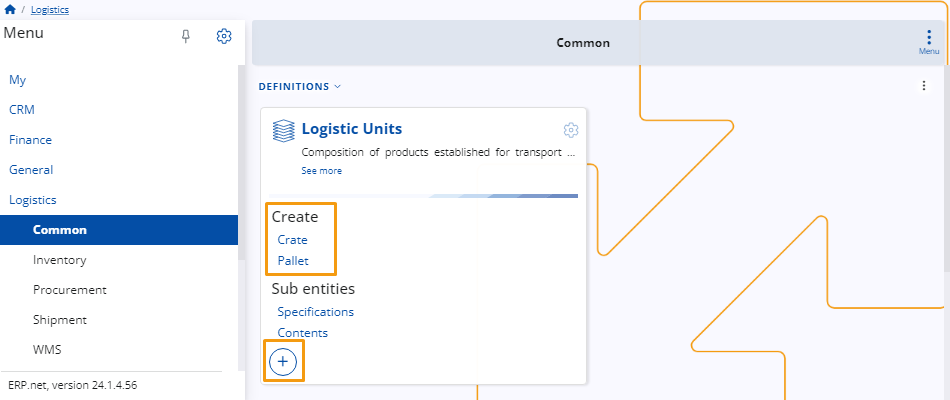 / Logistics
Menu
My
CRM
Finance
General
Logistics
Common
Inventory
Procurement
Shipment
WMS
ERP.net, version 24.1.4.56
Common
Menu
DEFINITIONS
Logistic Units
Composition of products established for transport ...
See more
Create
Crate
Pallet
Sub entities
Specifications
Contents
+